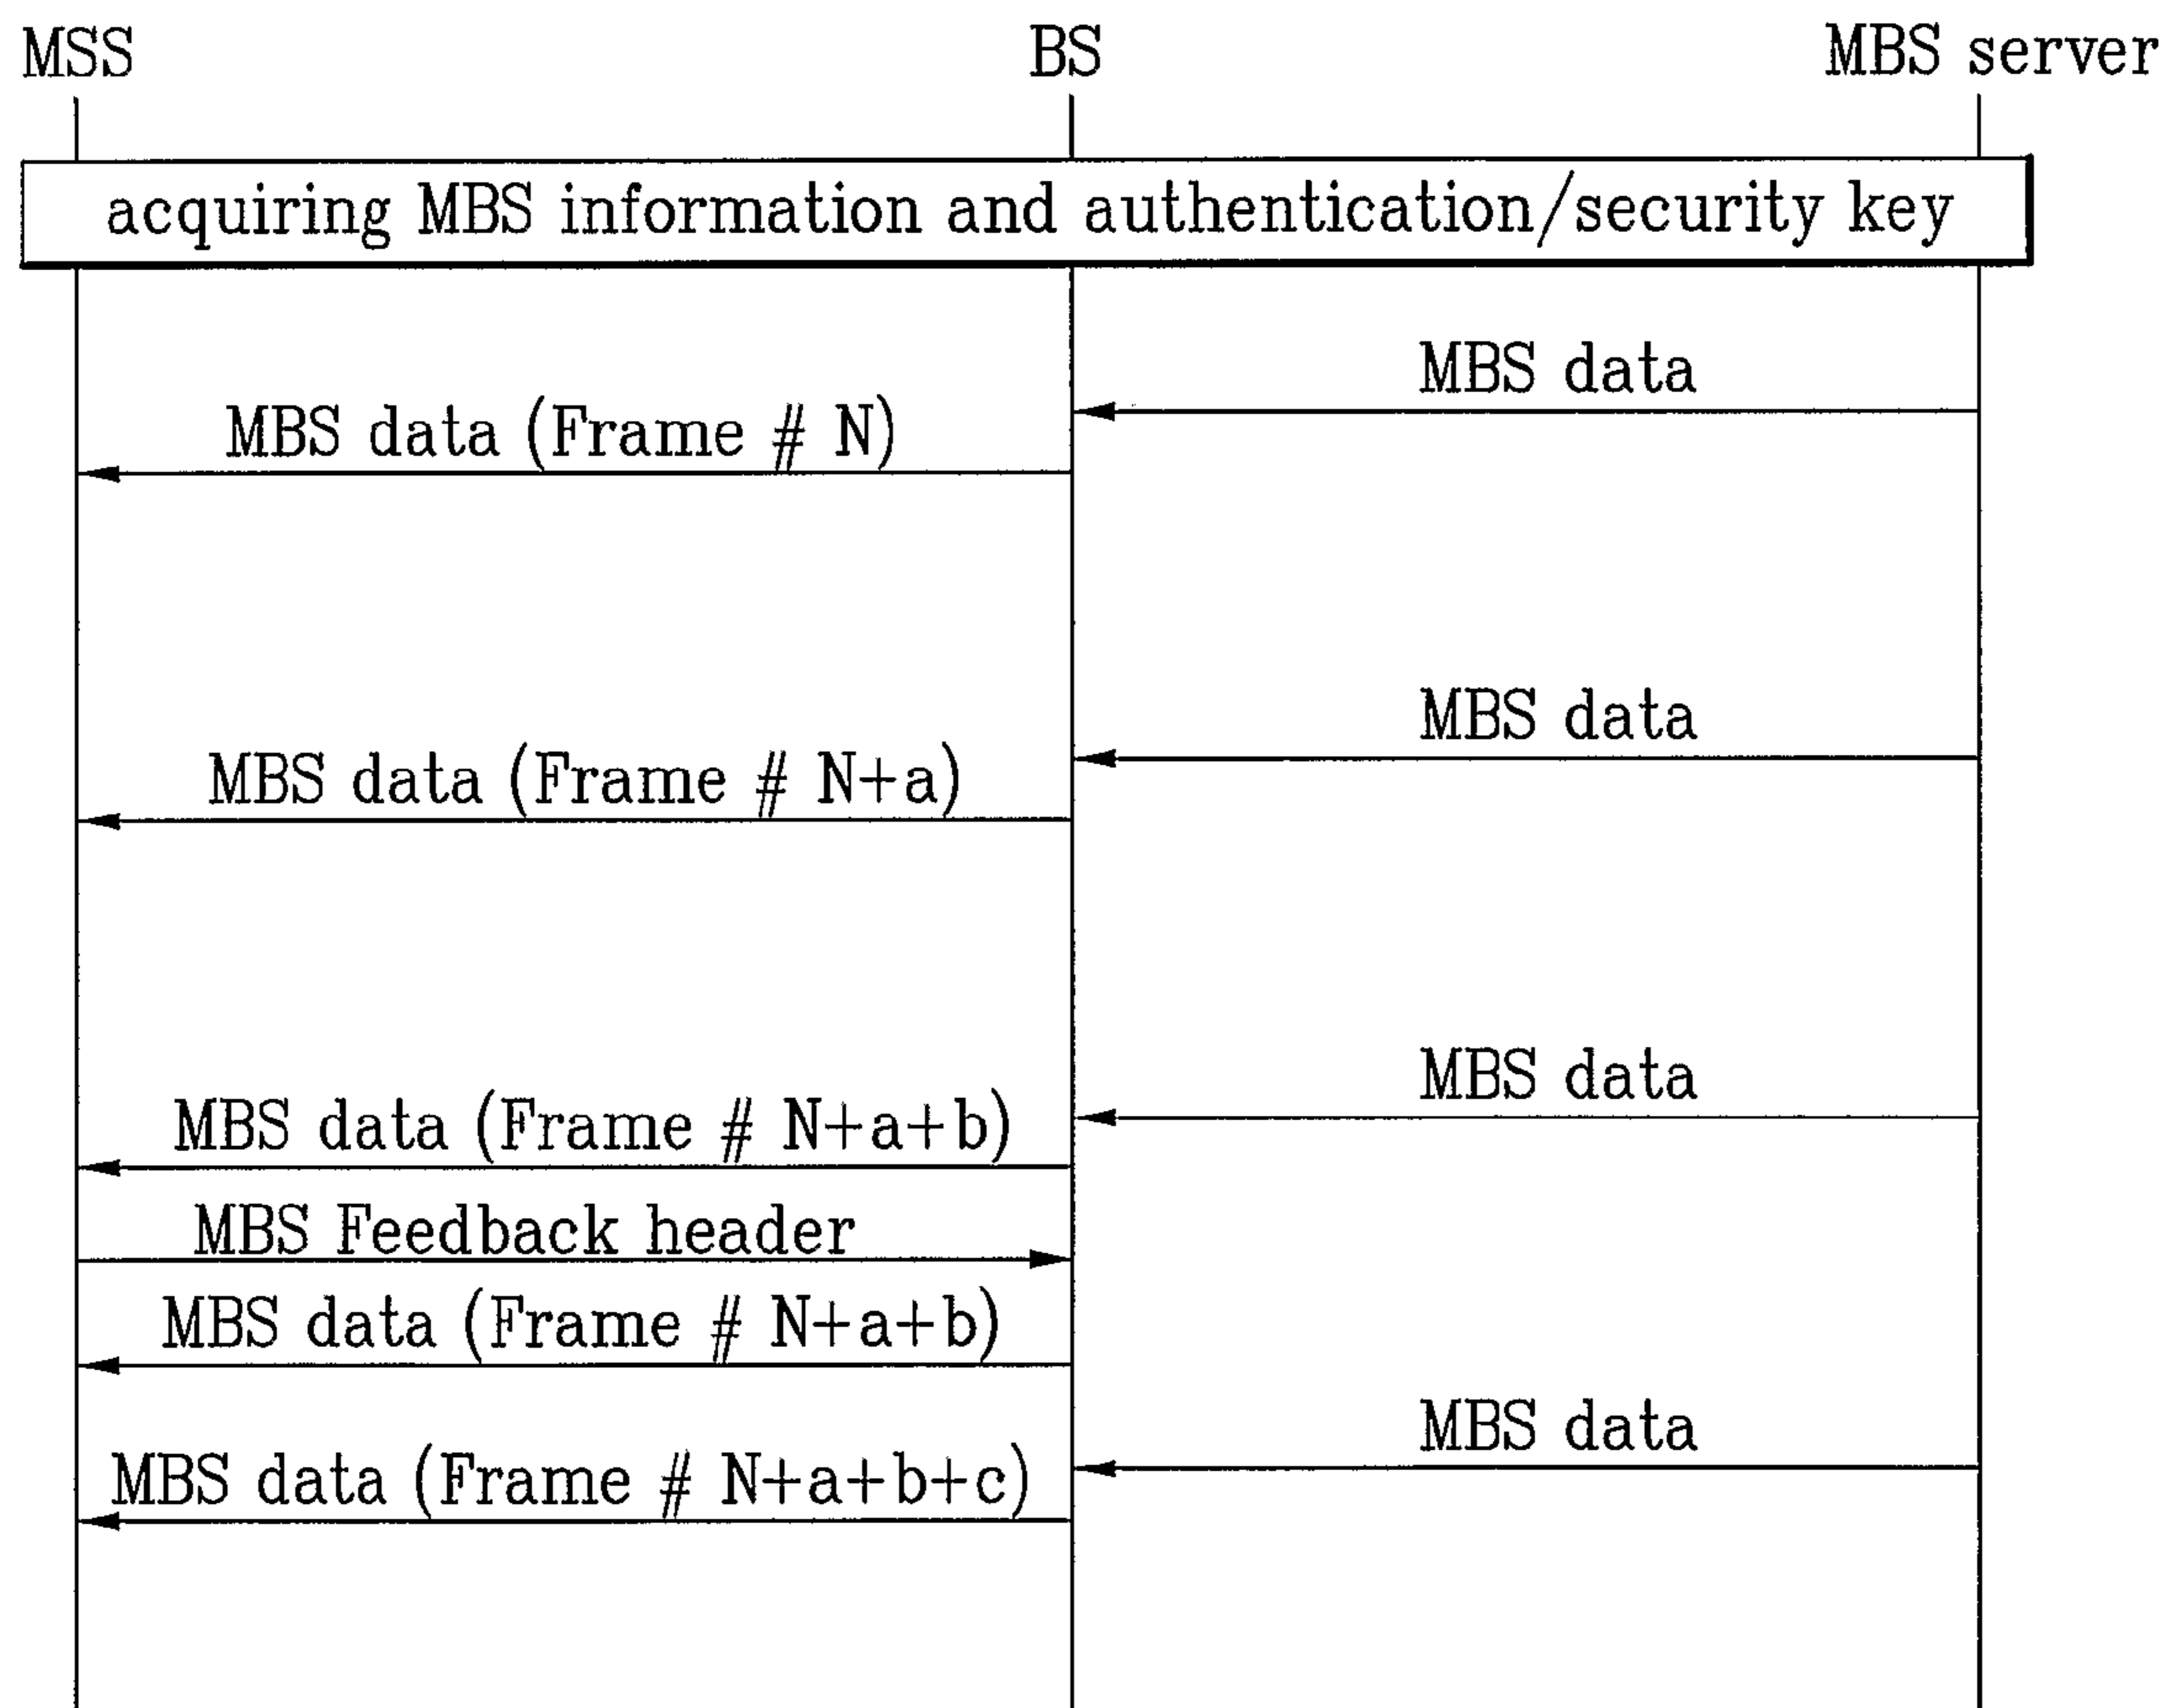 MSS
BS
MBS server
acquiring MBS information and authentication/security key
MBS data
MBS data (Frame # N)
MBS data
MBS data (Frame # N+a)
MBS data
MBS data (Frame # N+a+b)
MBS Feedback header
MBS data (Frame # N+a+b)
MBS data
MBS data (Frame # N+a+b+c)